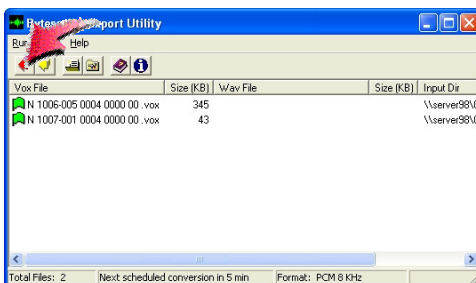 Export Utility
Help
Vox File Size (KB) Wav File Size (KB) Input Dir
N 1006-005 0004 0000 00 .vox 345 \\server98\
N 1007-001 0004 0000 00 .vox 43 \\server98\
Total Files: 2 Next scheduled conversion in 5 min Format: PCM 8 KHz